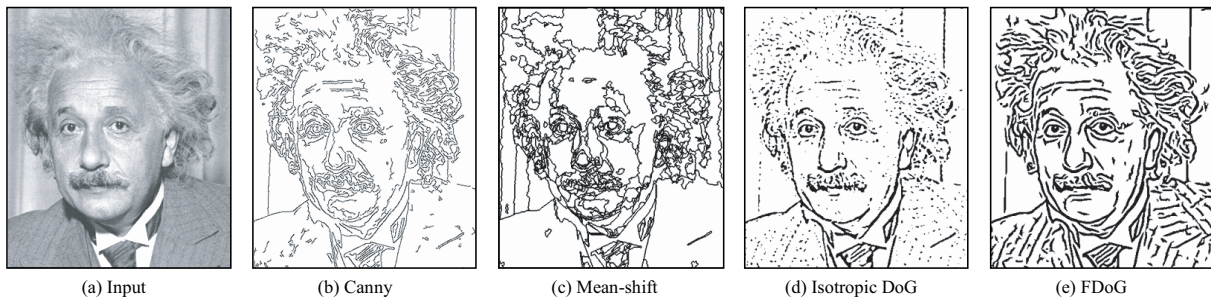 (a) Input
(b) Canny
(c) Mean-shift
(d) Isotropic DoG
(e) FDoG